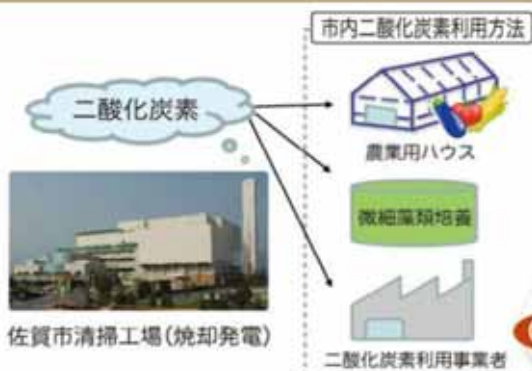 市内二酸化炭素利用方法
二酸化炭素
農業用ハウス
微細藻類培養
佐賀市清掃工場(焼却発電)
二酸化炭素利用事業者